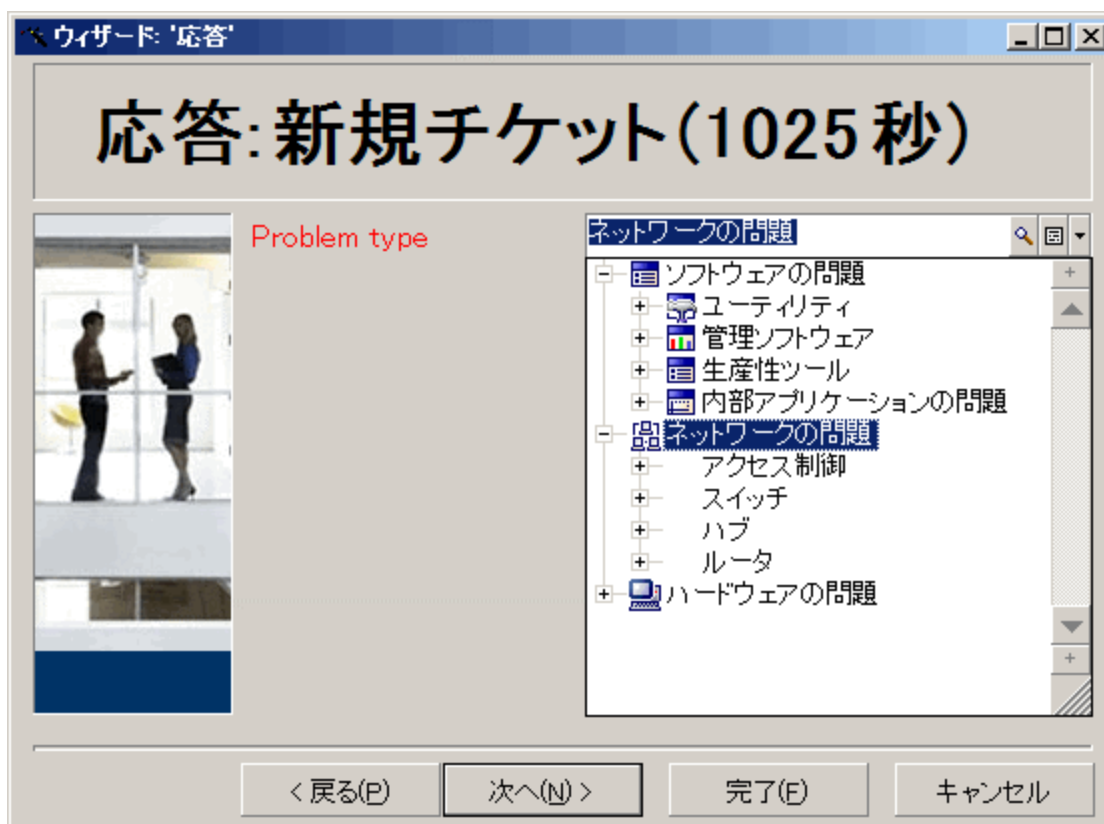 ウィザード: '応答'
応答:新規チケット(1025秒)
Problem type
ネットワークの問題
ソフトウェアの問題
ユーティリティ
管理ソフトウェア
生産性ツール
内部アプリケーションの問題
ネットワークの問題
アクセス制御
スイッチ
ハブ
ルータ
ハードウェアの問題
< 戻る(P)
次へ(N) >
完了(F)
キャンセル